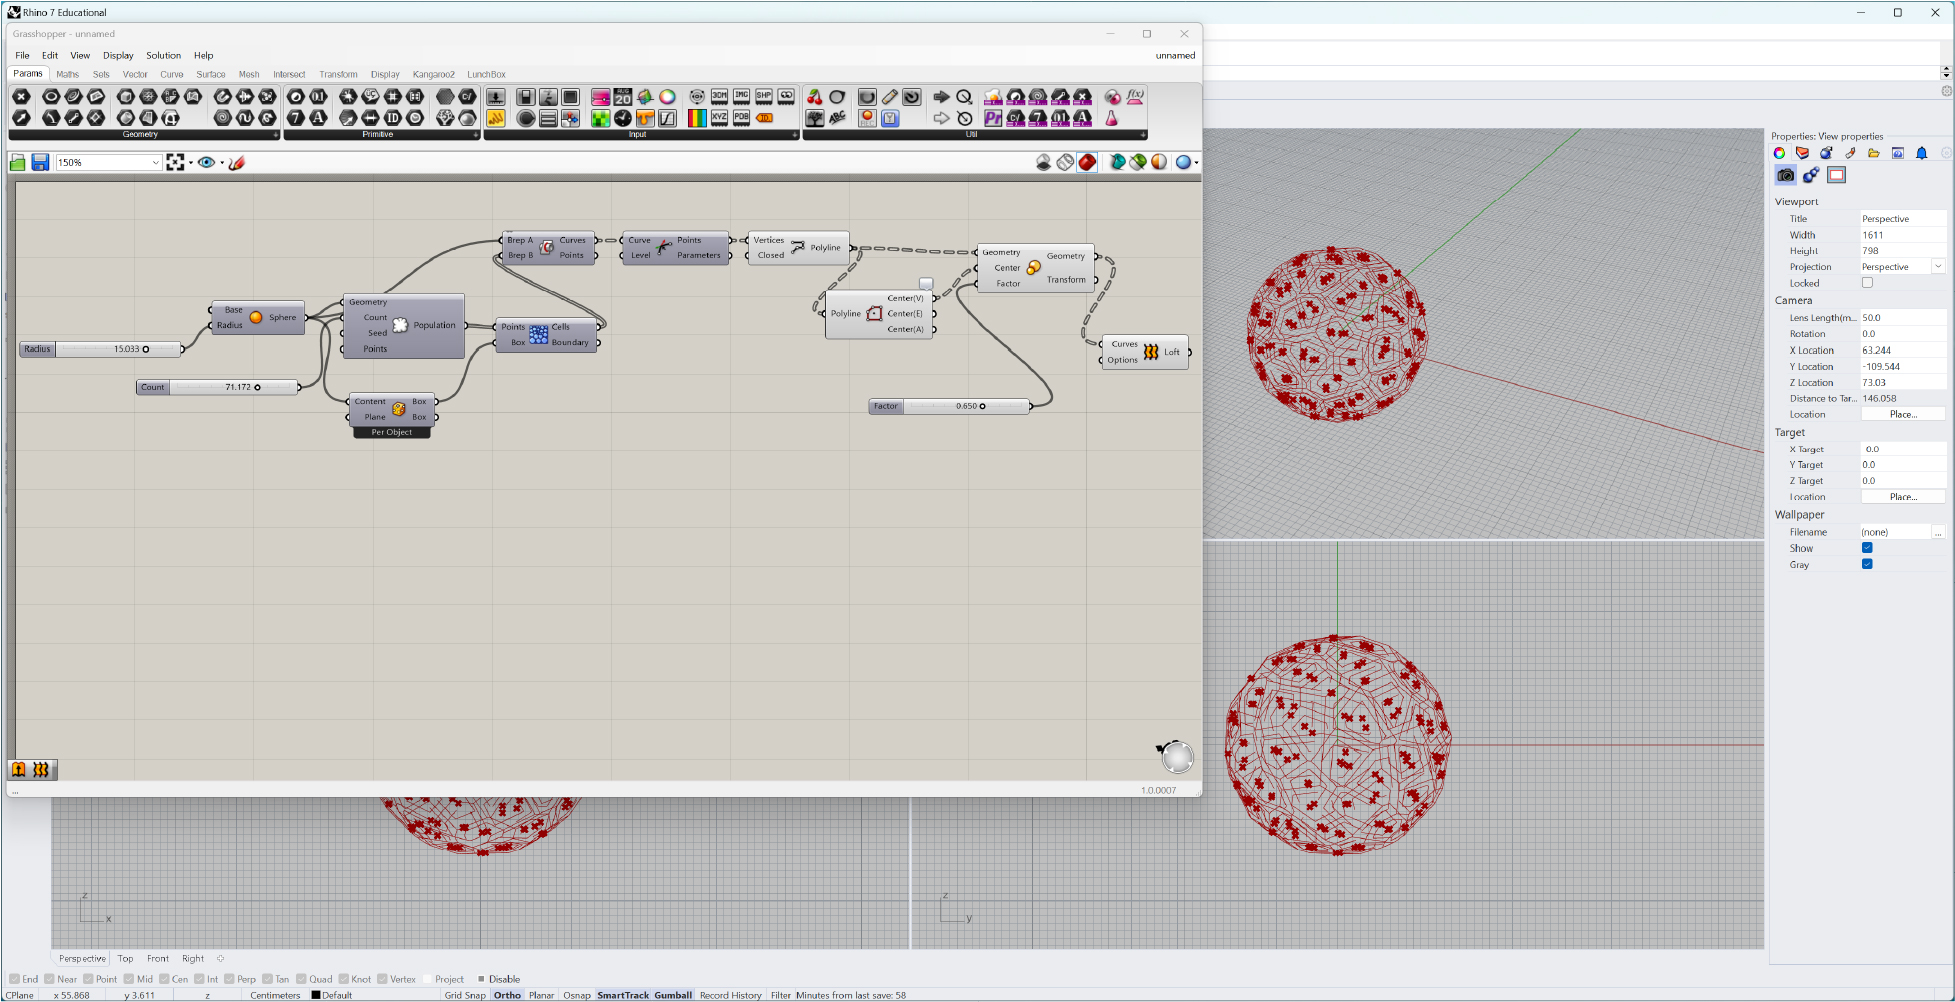 Rhino 7 Educational
Grasshopper - unnamed
File Edit View Display Solution Help
unnamed
Params Maths Sets Vector Curve Surface Mesh Intersect Transform Display Kangaroo2 LunchBox
Geometry Primitive Input Util
150%
Brep A Curves
Brep B Points
Curve Points
Level Parameters
Vertices Polyline
Closed
Geometry Geometry
Center
Factor Transform
Polyline Center(V)
Center(E)
Center(A)
Base Sphere
Radius
Geometry
Count Population
Seed
Points
Points Cells
Box Boundary
Curves Loft
Options
Radius 15.033
Count 71.172
Content Box
Plane Box
Per Object
Factor 0.650
1.0.0007
...
Properties: View properties
Viewport
Title Perspective
Width 1611
Height 798
Projection Perspective
Locked
Camera
Lens Length(m... 50.0
Rotation 0.0
X Location 63.244
Y Location -109.544
Z Location 73.03
Distance to Tar... 146.058
Location Place...
Target
X Target 0.0
Y Target 0.0
Z Target 0.0
Location Place...
Wallpaper
Filename (none) ...
Show
Gray
z
x
z
y
Perspective Top Front Right
End Near Point Mid Cen Int Perp Tan Quad Knot Vertex Project Disable
CPlane x 55.868 y 3.611 z Centimeters Default Grid Snap Ortho Planar Osnap SmartTrack Gumball Record History Filter Minutes from last save: 58